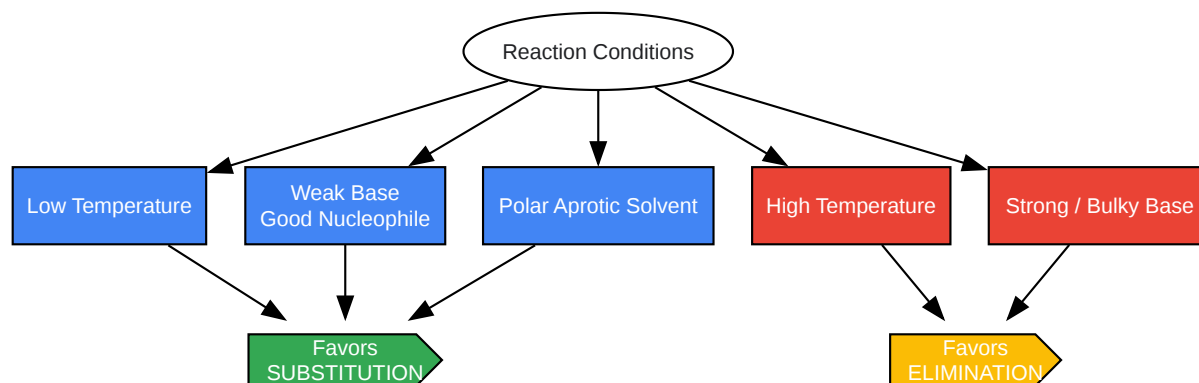 Reaction Conditions
Low Temperature
Weak Base
Good Nucleophile
Polar Aprotic Solvent
High Temperature
Strong / Bulky Base
Favors
SUBSTITUTION
Favors
ELIMINATION